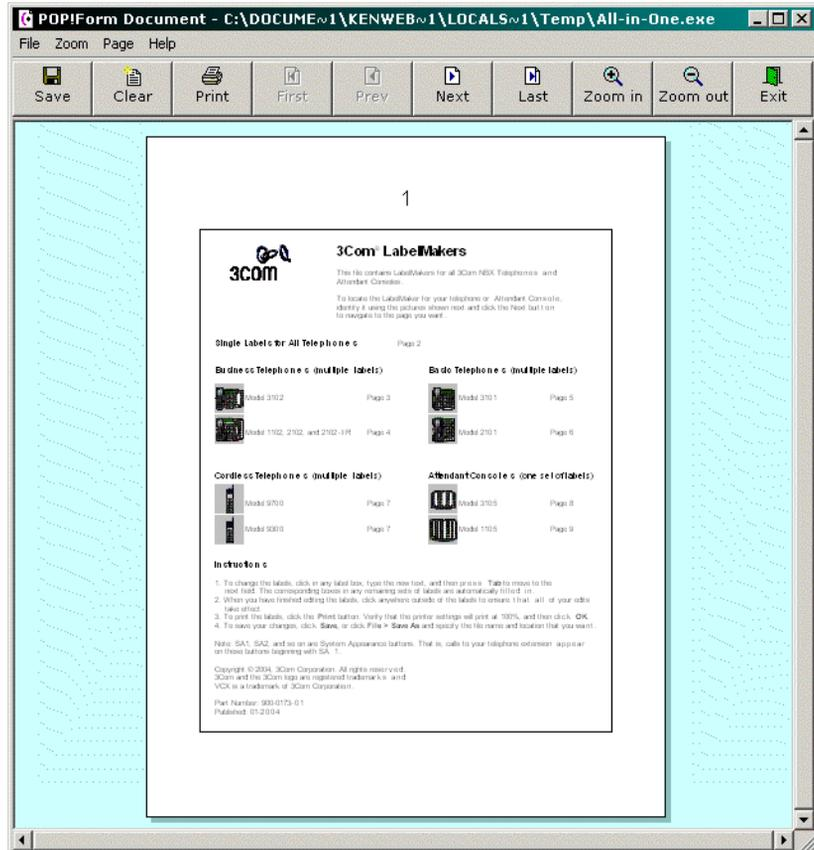 POP!Form Document - C:\DOCUME~1\KENWEB~1\LOCALS~1\Temp\All-in-One.exe
File Zoom Page Help
Save Clear Print First Prev Next Last Zoom in Zoom out Exit
1
3COM
3Com® LabelMakers
This file contains LabelMakers for all 3Com NBX Telephones and
Attendant Consoles.
To locate the LabelMaker for your telephone or Attendant Console,
identify it using the pictures shown next and click the Next button
to navigate to the page you want.
Single Labels for All Telephones Page 2
Business Telephones (multiple labels)
Model 3102 Page 3
Model 1102, 2102, and 2102-IR Page 4
Basic Telephones (multiple labels)
Model 3101 Page 5
Model 2101 Page 6
Cordless Telephones (multiple labels)
Model 9700 Page 7
Model Page 7
Attendant Consoles (one set of labels)
Model 3105 Page 8
Model 1105 Page 9
Instructions
1. To change the labels, click in any label box, type the new text, and then press Tab to move to the
next field. The corresponding boxes in any remaining sets of labels are automatically filled in.
2. When you have finished editing the labels, click anywhere outside of the labels to ensure that all of your edits
take effect.
3. To print the labels, click the Print button. Verify that the printer settings will print at 100%, and then click OK.
4. To save your changes, click Save, or click File > Save As and specify the file name and location that you want.
Note: SA1, SA2, and so on are System Appearance buttons. That is, calls to your telephone extension appear
on these buttons beginning with SA 1.
Copyright © 2004, 3Com Corporation. All rights reserved.
3Com and the 3Com logo are registered trademarks and
VCX is a trademark of 3Com Corporation.
Part Number: 900-0173-01
Published: 01-2004